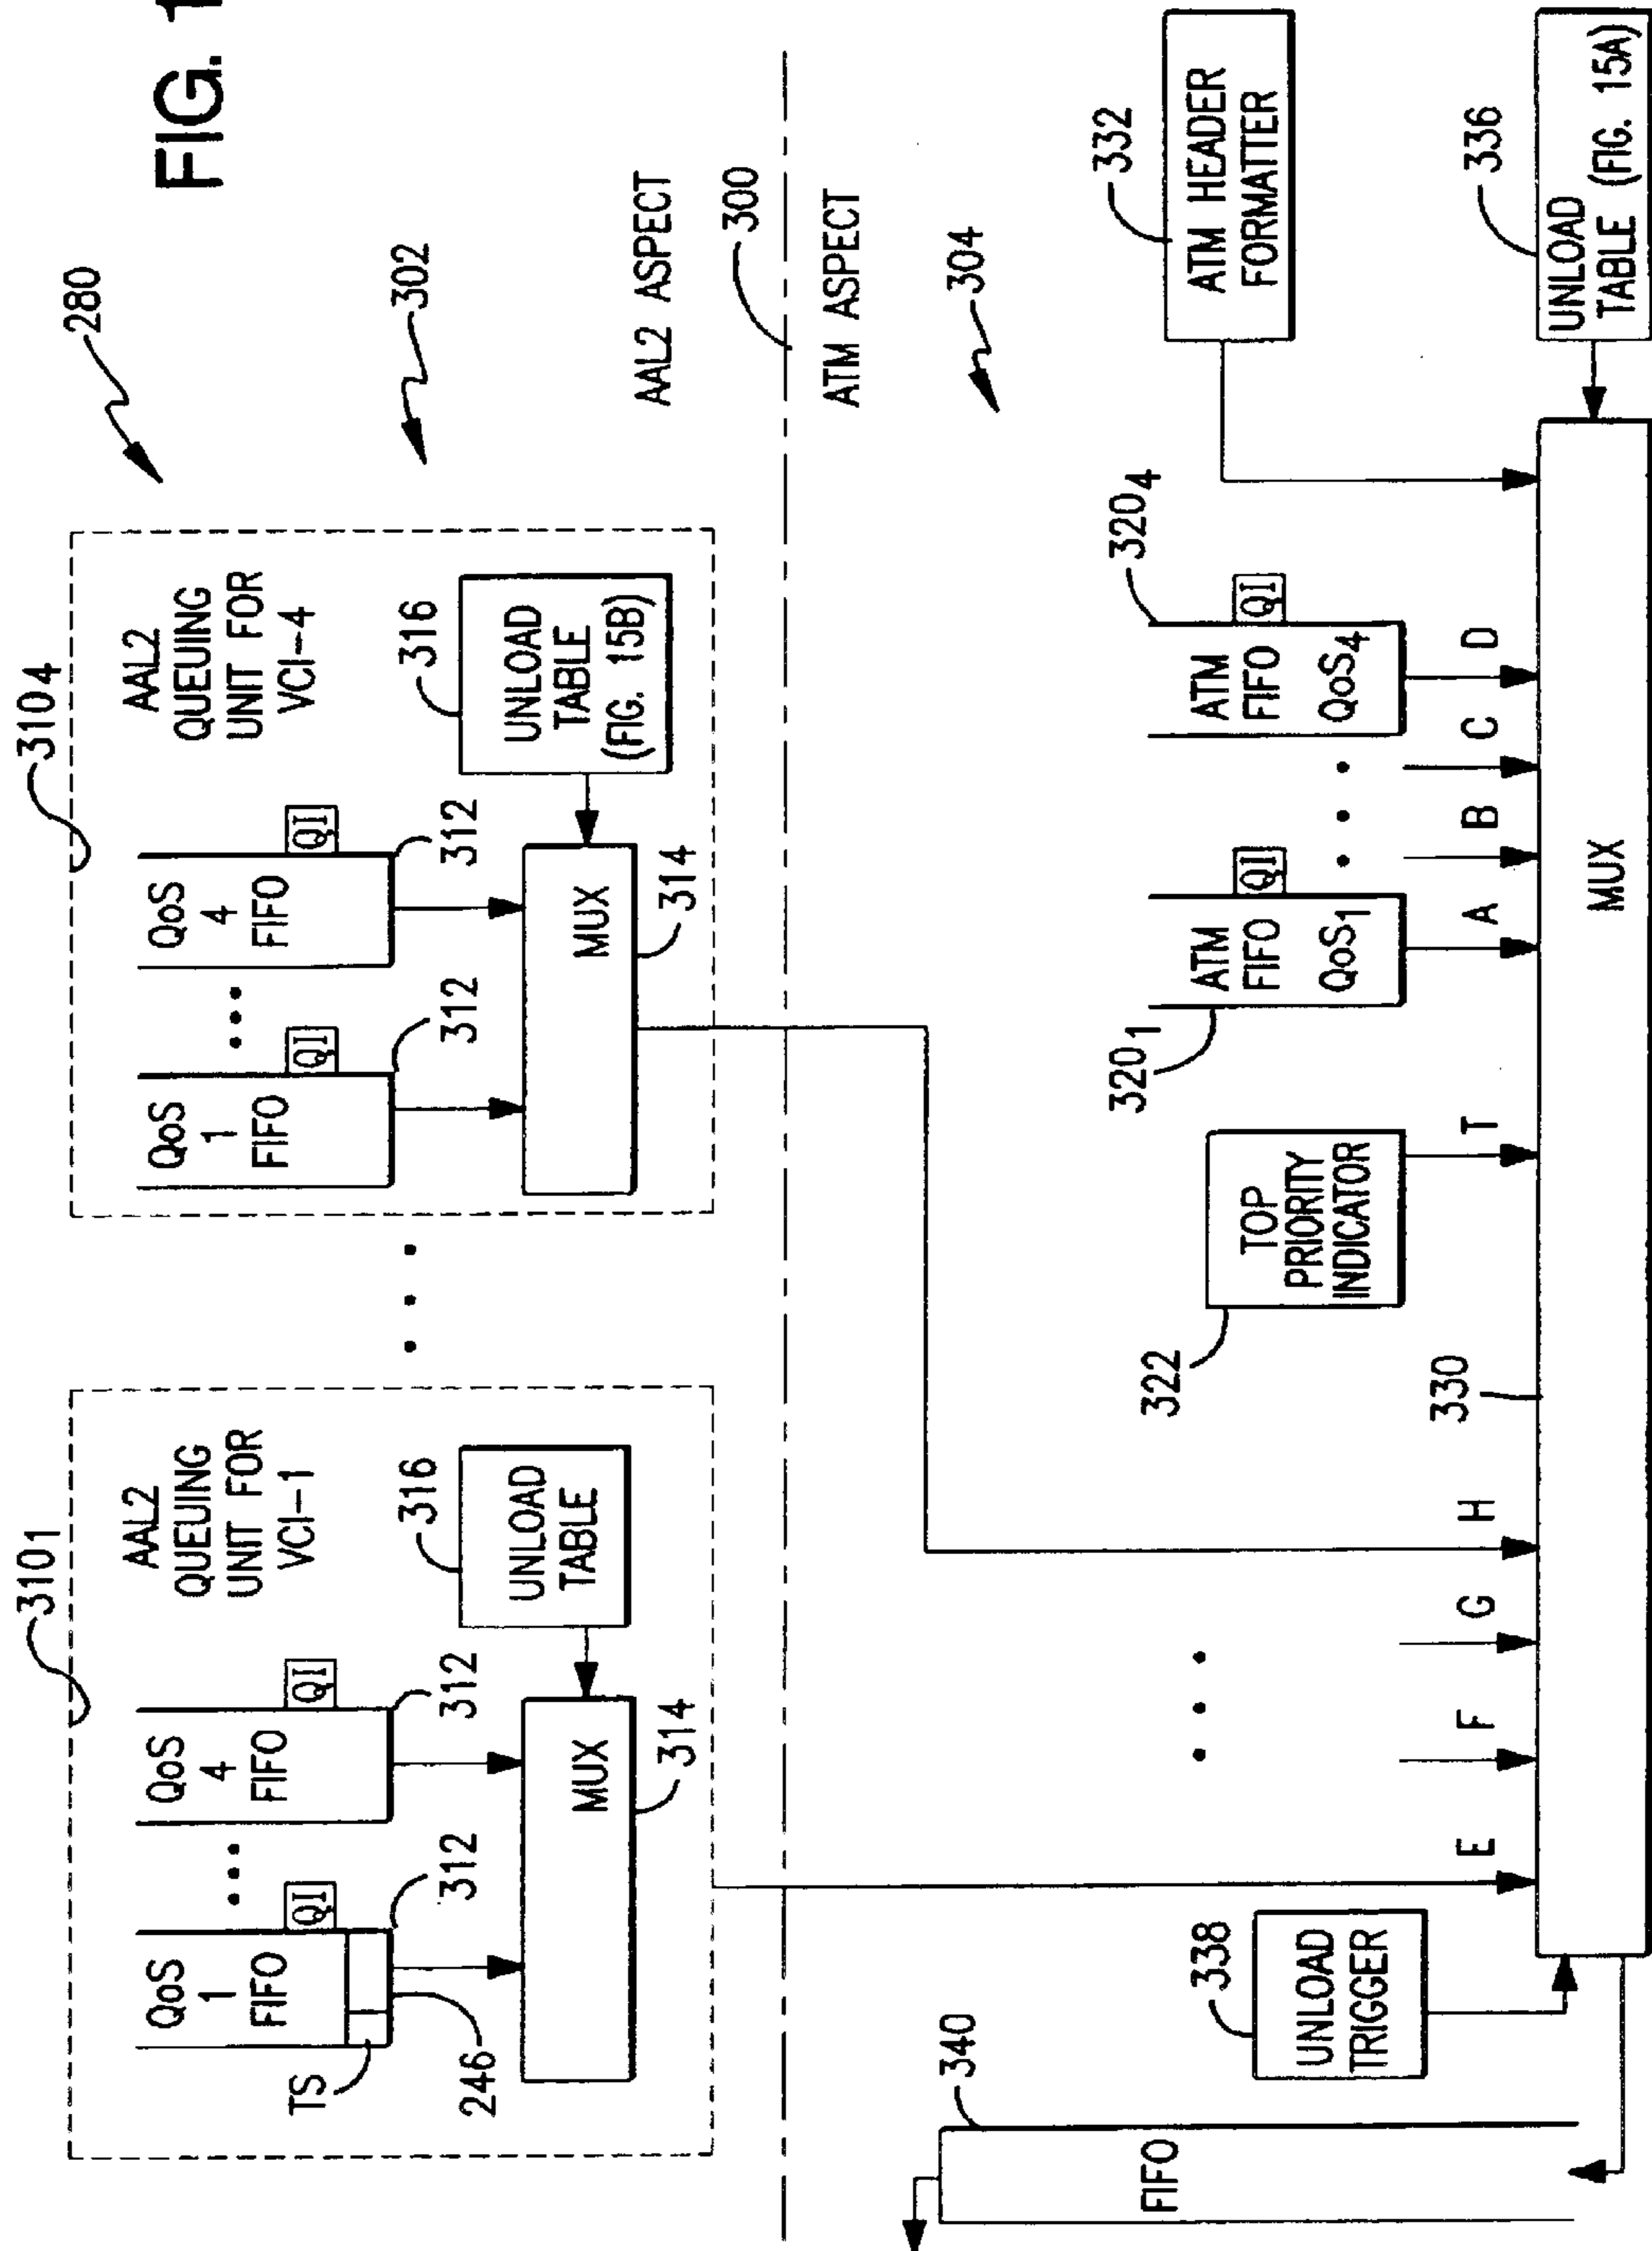 FIG. 1
280
302
AAL2 ASPECT
300
ATM ASPECT
304
310₁
AAL2
QUEUING
UNIT FOR
VCI-1
QoS
1
FIFO
QI
312
QoS
4
FIFO
QI
312
TS
246
MUX
314
316
UNLOAD
TABLE
310₄
AAL2
QUEUING
UNIT FOR
VCI-4
QoS
1
FIFO
QI
312
QoS
4
FIFO
QI
312
MUX
314
316
UNLOAD
TABLE
(FIG. 15B)
340
FIFO
338
UNLOAD
TRIGGER
E
F
G
H
322
TOP
PRIORITY
INDICATOR
T
320₁
ATM
FIFO
QoS₁
QI
A
B
C
320₄
ATM
FIFO
QoS₄
QI
D
332
ATM HEADER
FORMATTER
330
MUX
336
UNLOAD
TABLE (FIG. 15A)